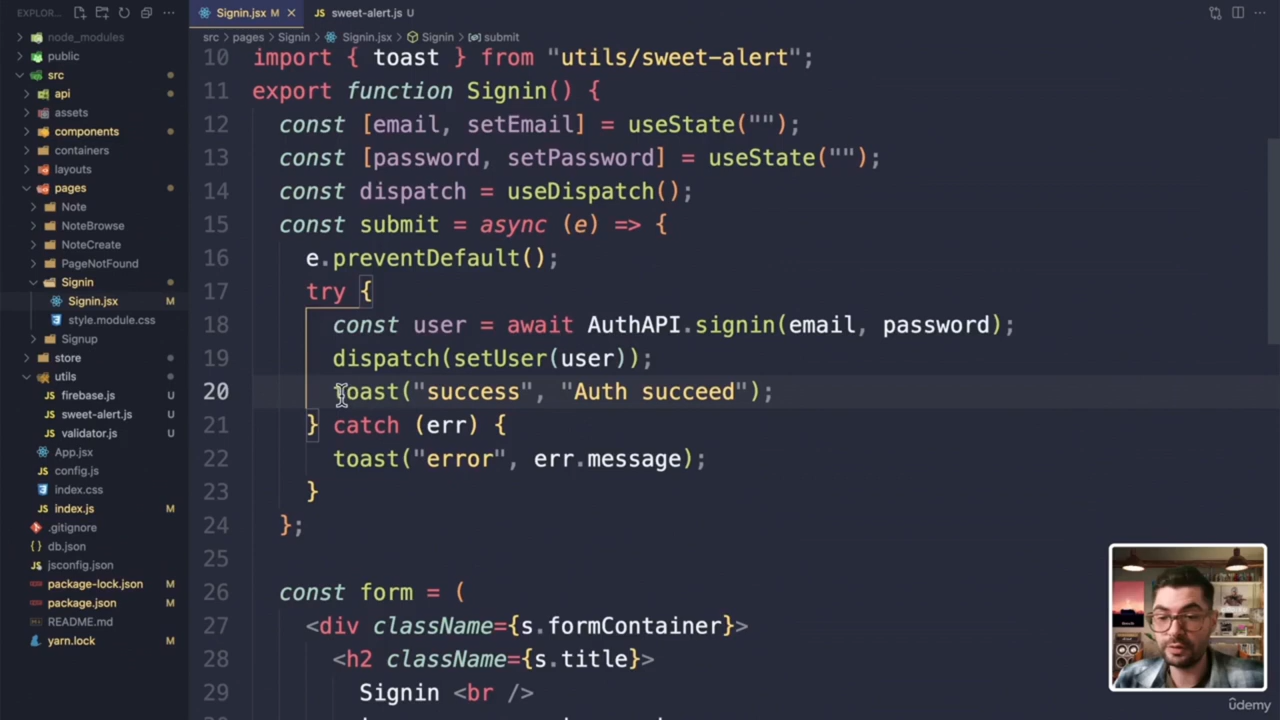 EXPLOR...
node_modules
public
src
api
assets
components
containers
layouts
pages
Note
NoteBrowse
NoteCreate
PageNotFound
Signin
Signin.jsx M
style.module.css
Signup
store
utils
firebase.js U
sweet-alert.js U
validator.js U
App.jsx
config.js
index.css
index.js M
.gitignore
db.json
jsconfig.json
package-lock.json M
package.json M
README.md
yarn.lock M
Signin.jsx M
sweet-alert.js U
src > pages > Signin > Signin.jsx > Signin > submit
10 import { toast } from "utils/sweet-alert";
11 export function Signin() {
12 const [email, setEmail] = useState("");
13 const [password, setPassword] = useState("");
14 const dispatch = useDispatch();
15 const submit = async (e) => {
16 e.preventDefault();
17 try {
18 const user = await AuthAPI.signin(email, password);
19 dispatch(setUser(user));
20 toast("success", "Auth succeed");
21 } catch (err) {
22 toast("error", err.message);
23 }
24 };
25
26 const form = (
27 <div className={s.formContainer}>
28 <h2 className={s.title}>
29 Signin <br />
udemy